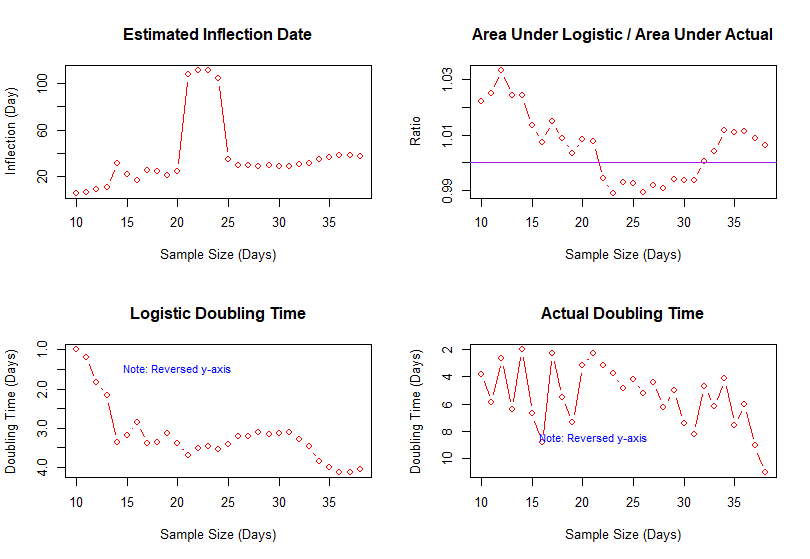 Estimated Inflection Date
Inflection (Day)
20
60
100
10 15 20 25 30 35
Sample Size (Days)
Area Under Logistic / Area Under Actual
Ratio
0.99
1.01
1.03
10 15 20 25 30 35
Sample Size (Days)
Logistic Doubling Time
Doubling Time (Days)
1.0
2.0
3.0
4.0
Note: Reversed y-axis
10 15 20 25 30 35
Sample Size (Days)
Actual Doubling Time
Doubling Time (Days)
2
4
6
8
10
Note: Reversed y-axis
10 15 20 25 30 35
Sample Size (Days)